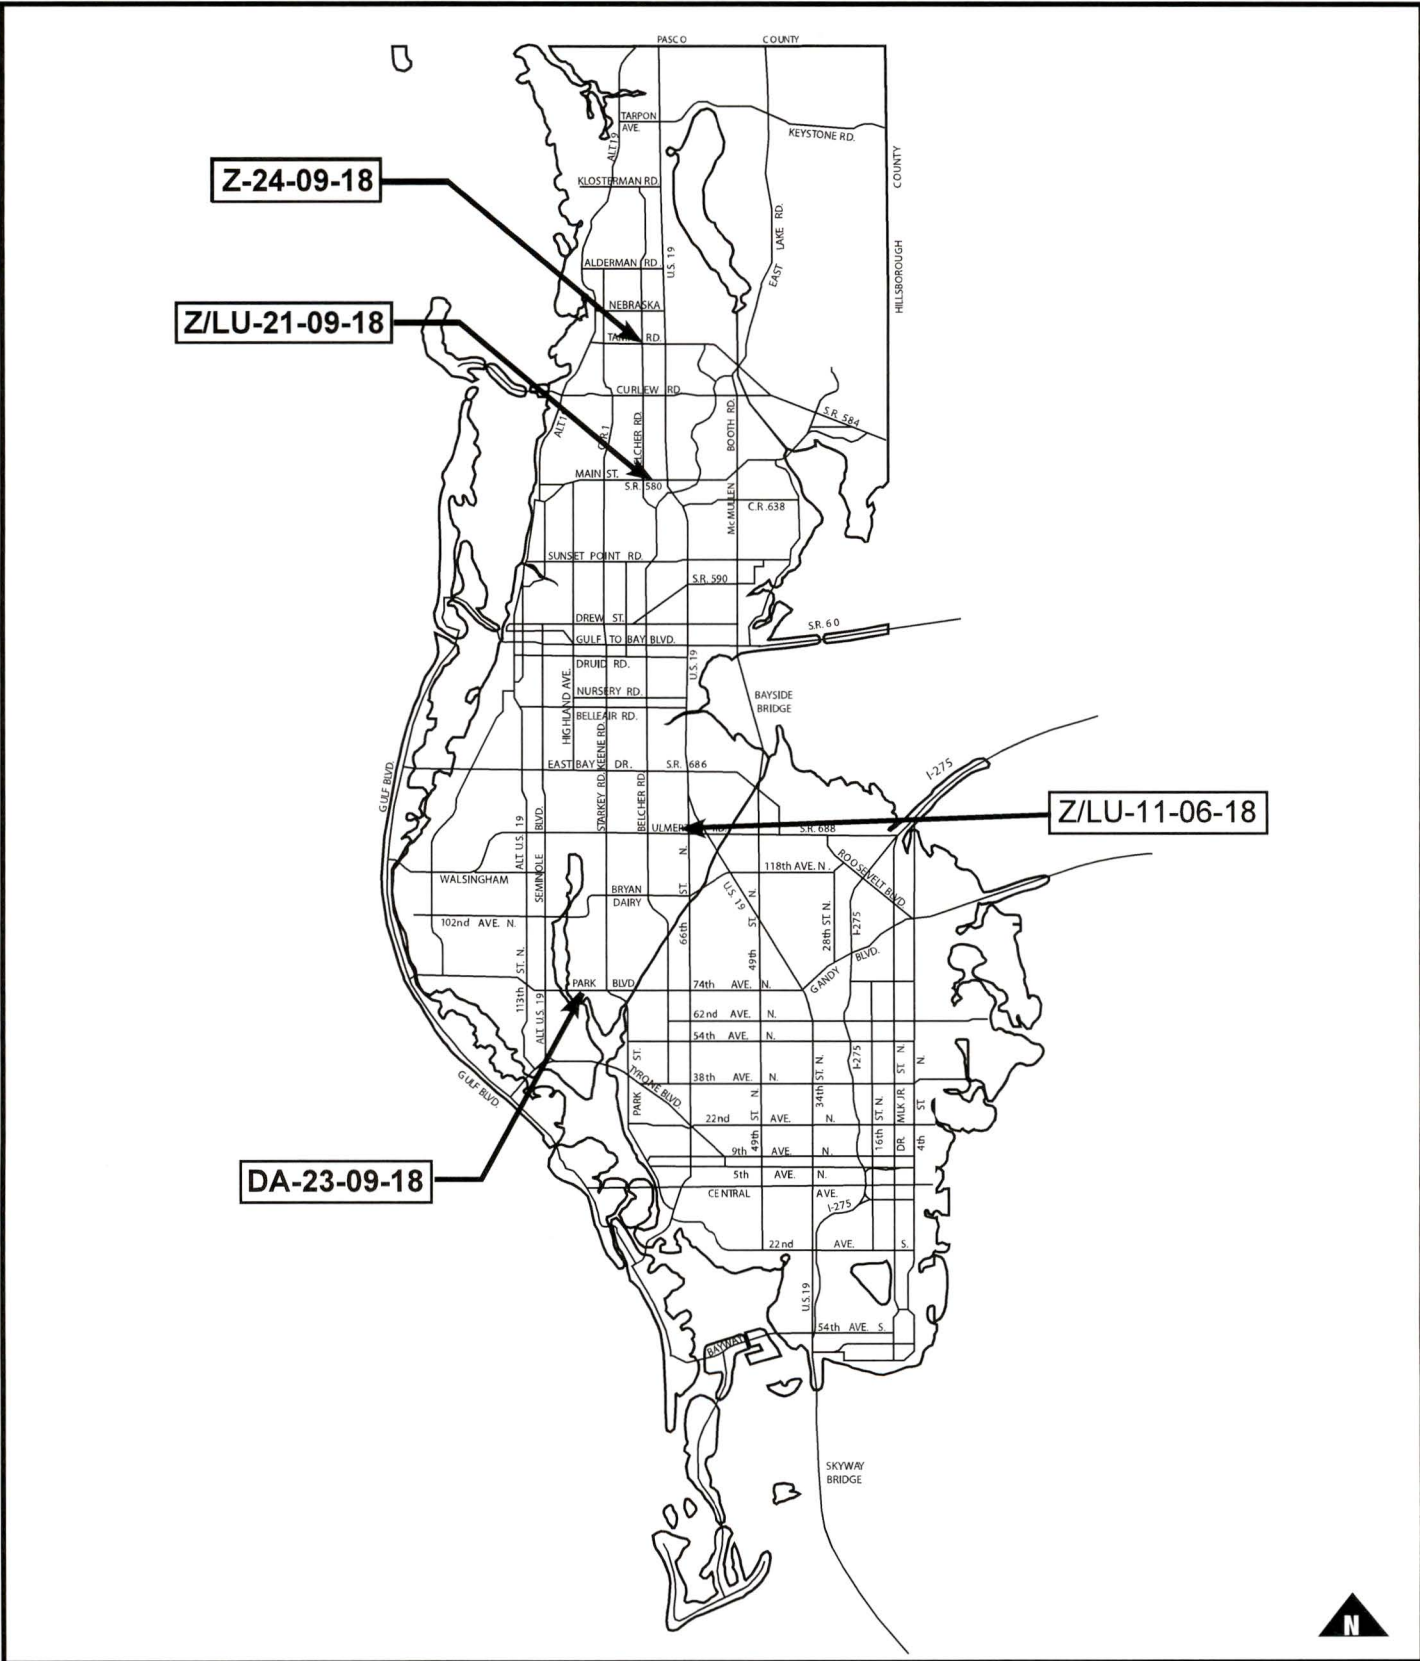 PASCO COUNTY
TARPON
AVE.
KEYSTONE RD.
ALT 19
COUNTY
Z-24-09-18
KLOSTERMAN RD.
EAST LAKE RD.
U.S. 19
HILLSBOROUGH
ALDERMAN RD.
NEBRASKA
Z/LU-21-09-18
RD.
CURLEW RD.
S.R. 584
BOOTH RD.
MAIN ST.
S.R. 580
McMULLEN
C.R.638
SUNSET POINT RD.
S.R. 590
DREW ST.
S.R. 60
GULF TO BAY BLVD.
DRUID RD.
U.S. 19
NURSERY RD.
BAYSIDE
BRIDGE
HIGHLAND AVE.
BELLEAIR RD.
KEENE RD.
EAST BAY DR. S.R. 686
GULF BLVD.
I-275
STARKEY RD.
BELCHER RD.
Z/LU-11-06-18
S.R. 688
ALT U.S. 19
SEMINOLE BLVD.
ROOSEVELT BLVD
118th AVE. N.
WALSINGHAM
BRYAN
DAIRY
U.S. 19
102nd AVE. N.
66th ST. N.
49th ST. N.
28th ST. N.
I-275
GANDY BLVD.
113th ST. N.
PARK BLVD.
74th AVE. N.
ALT U.S. 19
62nd AVE. N.
54th AVE. N.
PARK ST.
TYRONE BLVD.
38th AVE. N.
34th ST. N.
I-275
GULF BLVD.
22nd AVE. N.
49th ST. N.
16th ST. N.
DR. MLK JR. ST N.
4th ST. N.
9th AVE. N.
DA-23-09-18
5th AVE. N.
CENTRAL AVE.
I-275
22nd AVE. S.
U.S.19
54th AVE. S.
BAYWAY
SKYWAY
BRIDGE
N